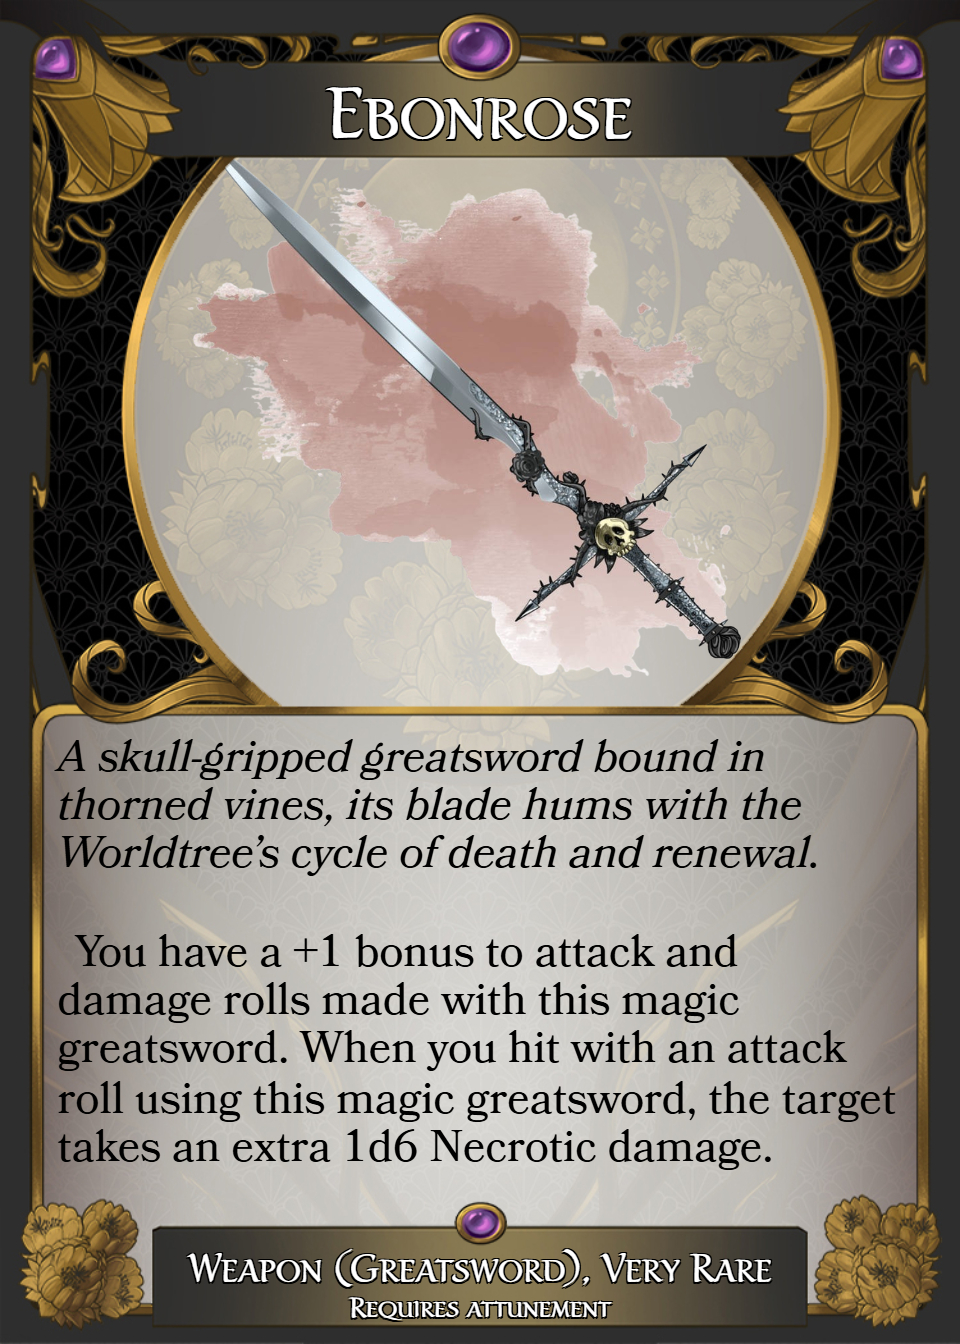 Ebonrose
A skull-gripped greatsword bound in
thorned vines, its blade hums with the
Worldtree's cycle of death and renewal.
You have a +1 bonus to attack and
damage rolls made with this magic
greatsword. When you hit with an attack
roll using this magic greatsword, the target
takes an extra 1d6 Necrotic damage.
Weapon (Greatsword), Very Rare
Requires attunement